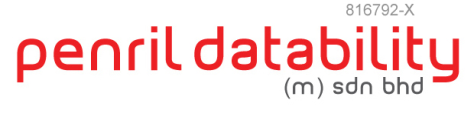 816792-X
penril datability
(m) sdn bhd